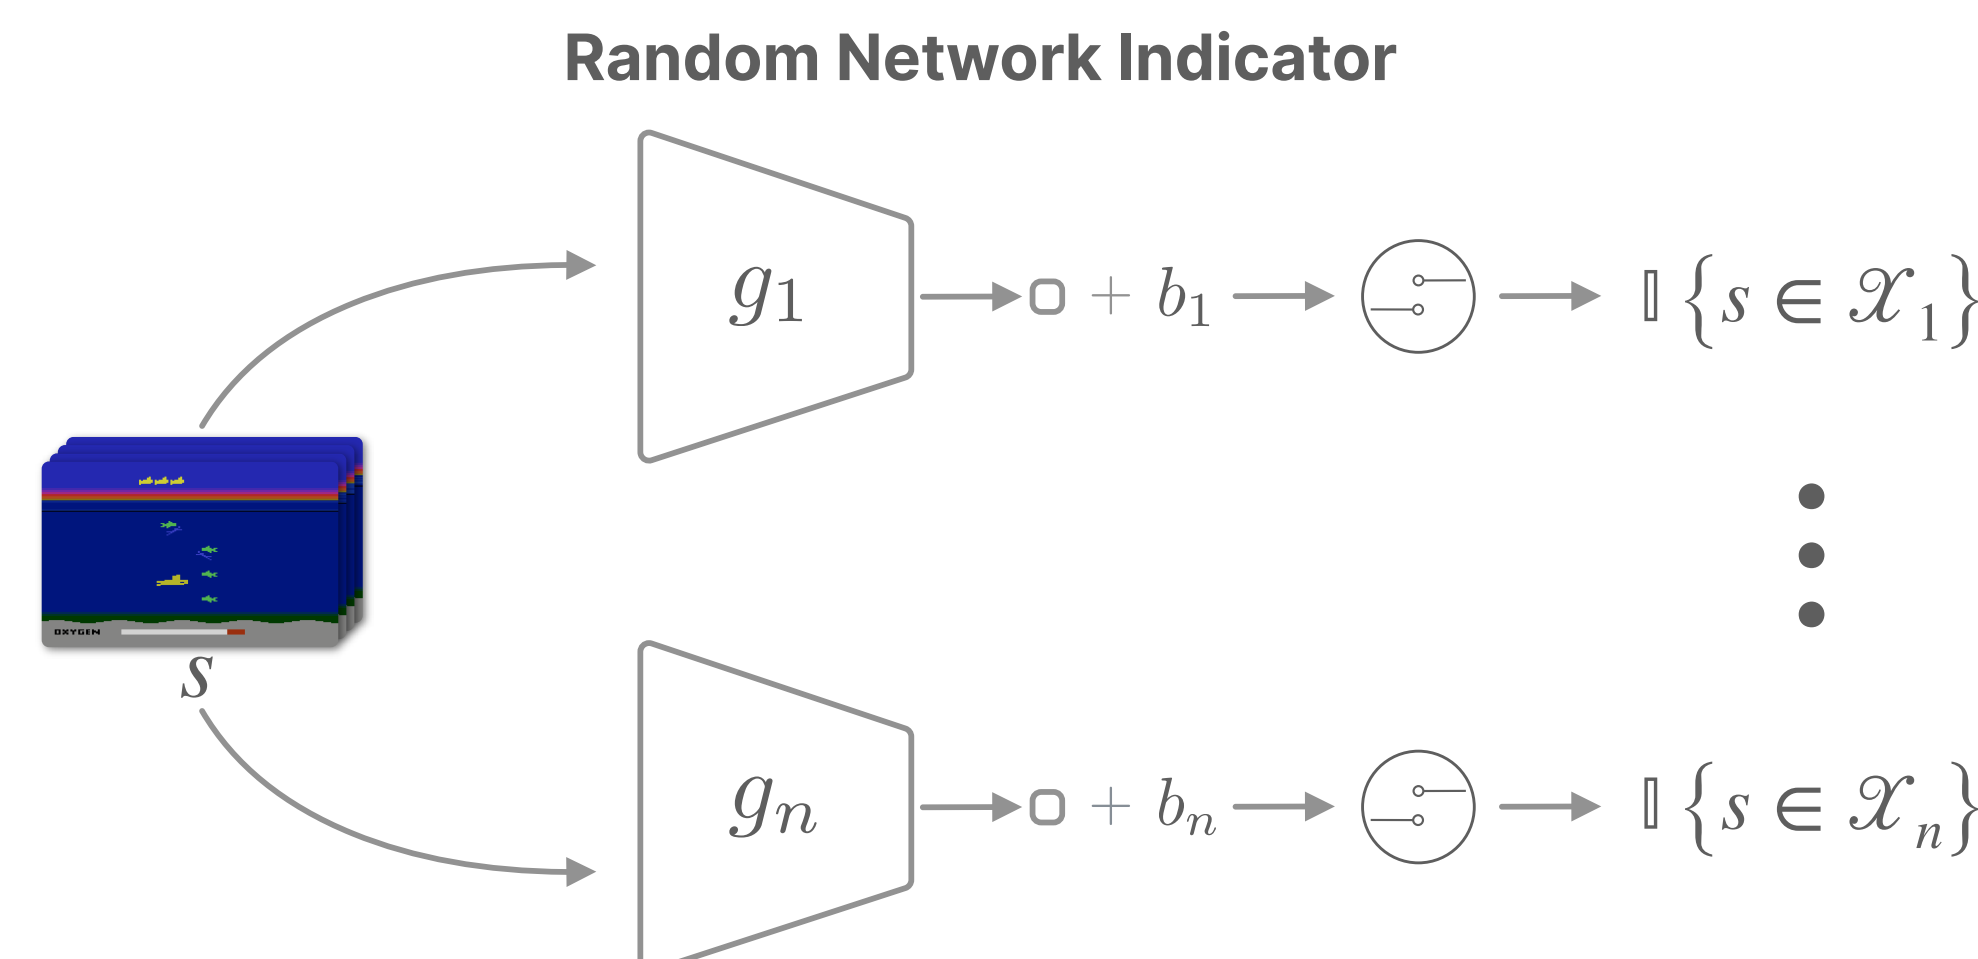 Random Network Indicator
g₁ + b₁ 𝕀 {s ∈ 𝒳₁}
OXYGEN
s
gₙ + bₙ 𝕀 {s ∈ 𝒳ₙ}